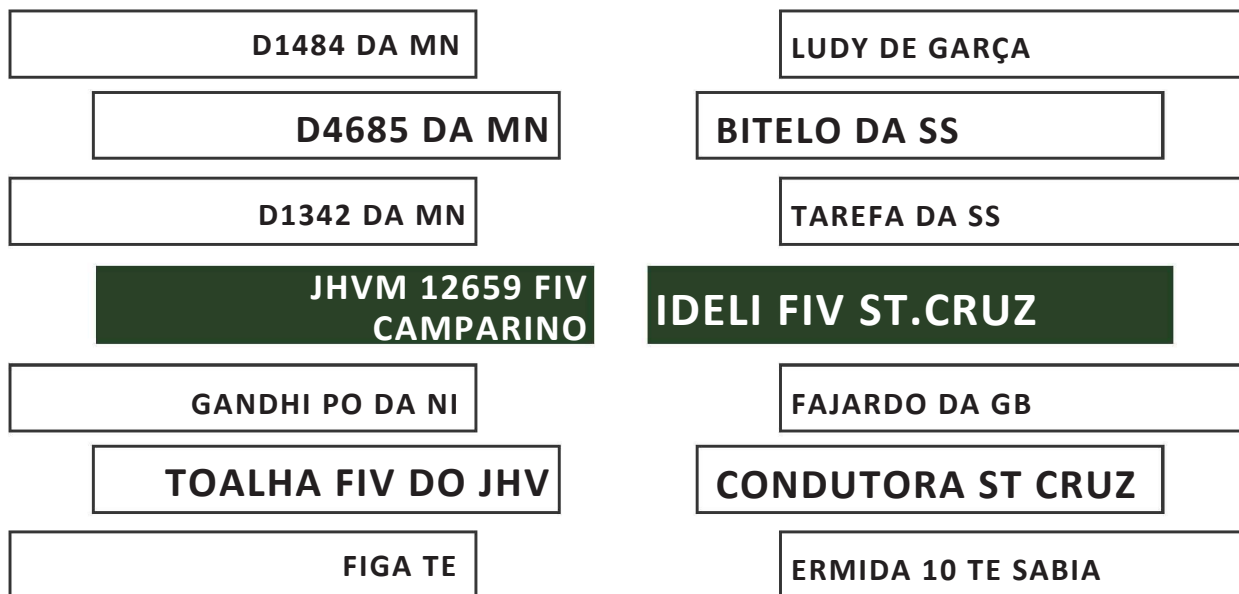 D1484 DA MN
LUDY DE GARÇA
D4685 DA MN
BITELO DA SS
D1342 DA MN
TAREFA DA SS
JHVM 12659 FIV
CAMPARINO
IDELI FIV ST.CRUZ
GANDHI PO DA NI
FAJARDO DA GB
TOALHA FIV DO JHV
CONDUTORA ST CRUZ
FIGA TE
ERMIDA 10 TE SABIA